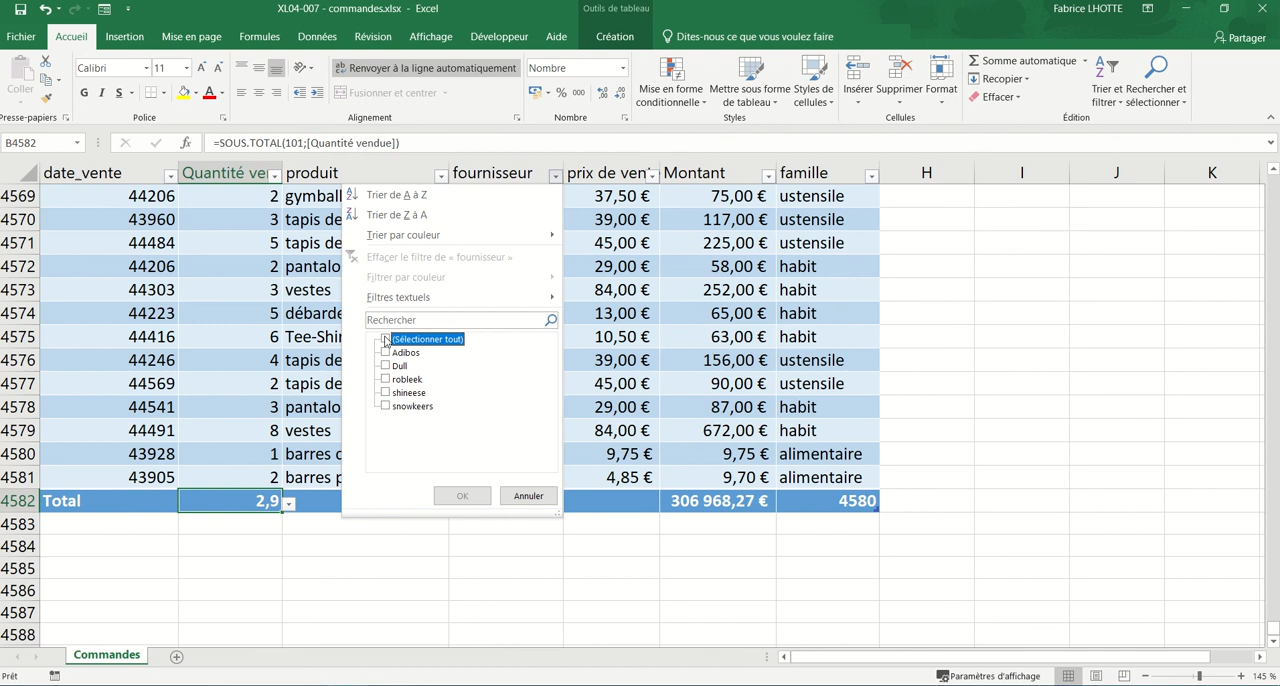 XL04-007 - commandes.xlsx - Excel
Outils de tableau
Fabrice LHOTTE
Fichier Accueil Insertion Mise en page Formules Données Révision Affichage Développeur Aide Création Dites-nous ce que vous voulez faire Partager
Coller
Presse-papiers
Calibri 11
G I S
Police
Renvoyer à la ligne automatiquement
Fusionner et centrer
Alignement
Nombre
% 000
Nombre
Mise en forme conditionnelle
Mettre sous forme de tableau
Styles de cellules
Styles
Insérer Supprimer Format
Cellules
Somme automatique
Recopier
Effacer
Trier et filtrer
Rechercher et sélectionner
Édition
B4582 fx =SOUS.TOTAL(101;[Quantité vendue])
date_vente Quantité ve produit fournisseur prix de ven Montant famille H I J K
4569 44206 2 gymball 37,50 € 75,00 € ustensile
4570 43960 3 tapis de 39,00 € 117,00 € ustensile
4571 44484 5 tapis de 45,00 € 225,00 € ustensile
4572 44206 2 pantalo 29,00 € 58,00 € habit
4573 44303 3 vestes 84,00 € 252,00 € habit
4574 44223 5 débarde 13,00 € 65,00 € habit
4575 44416 6 Tee-Shir 10,50 € 63,00 € habit
4576 44246 4 tapis de 39,00 € 156,00 € ustensile
4577 44569 2 tapis de 45,00 € 90,00 € ustensile
4578 44541 3 pantalo 29,00 € 87,00 € habit
4579 44491 8 vestes 84,00 € 672,00 € habit
4580 43928 1 barres c 9,75 € 9,75 € alimentaire
4581 43905 2 barres p 4,85 € 9,70 € alimentaire
4582 Total 2,9 306 968,27 € 4580
4583
4584
4585
4586
4587
4588
Trier de A à Z
Trier de Z à A
Trier par couleur
Effacer le filtre de « fournisseur »
Filtrer par couleur
Filtres textuels
Rechercher
(Sélectionner tout)
Adibos
Dull
robleek
shineese
snowkeers
OK Annuler
Commandes
Prêt
Paramètres d'affichage
145 %